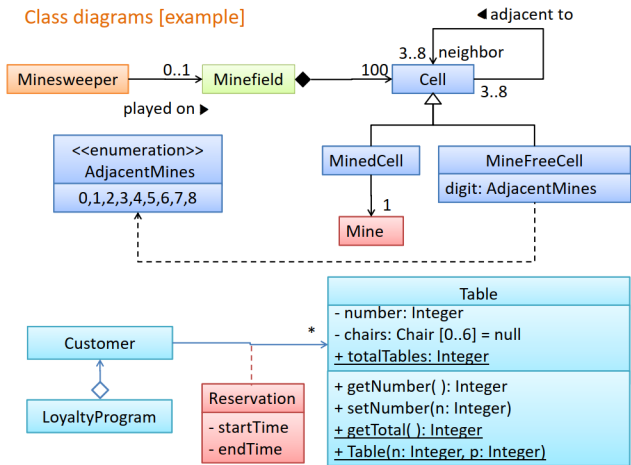 Class diagrams [example]
◀ adjacent to
3..8 neighbor
Minesweeper
0..1
Minefield
100
Cell
3..8
played on ▶
<<enumeration>>
AdjacentMines
0,1,2,3,4,5,6,7,8
MinedCell
MineFreeCell
digit: AdjacentMines
1
Mine
Table
- number: Integer
- chairs: Chair [0..6] = null
+ totalTables: Integer
Customer
*
+ getNumber( ): Integer
+ setNumber(n: Integer)
+ getTotal( ): Integer
+ Table(n: Integer, p: Integer)
Reservation
- startTime
- endTime
LoyaltyProgram